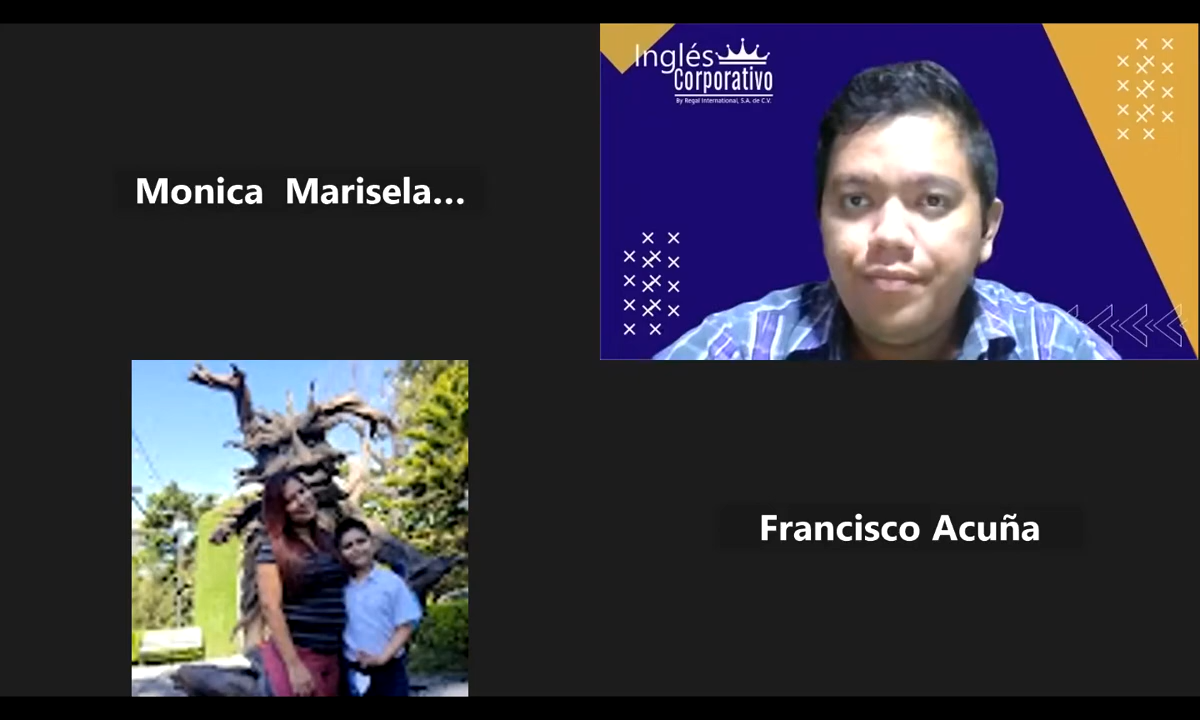 Inglés
Corporativo
By Regal International, S.A. de C.V.
Monica  Marisela...
Francisco Acuña